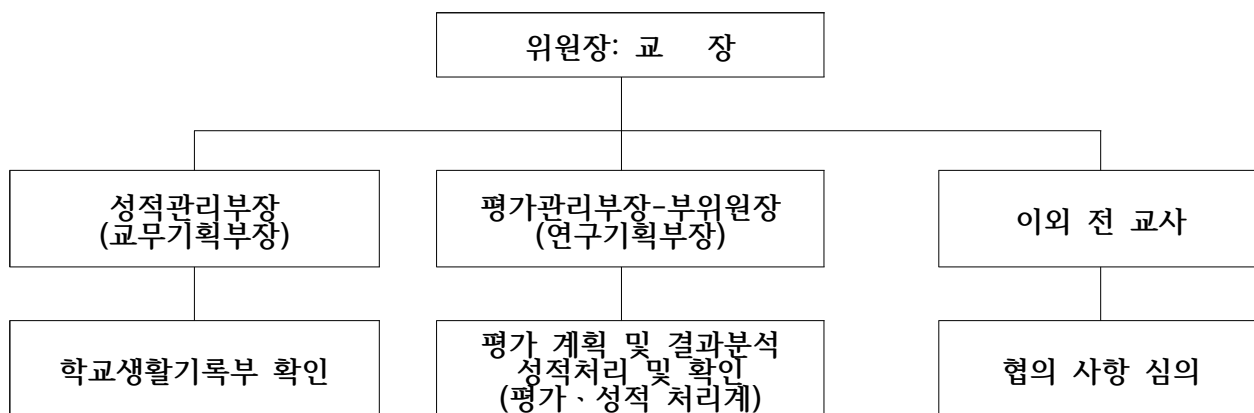 위원장: 교 장
성적관리부장
(교무기획부장)
평가관리부장-부위원장
(연구기획부장)
이외 전 교사
학교생활기록부 확인
평가 계획 및 결과분석
성적처리 및 확인
(평가ㆍ성적 처리계)
협의 사항 심의